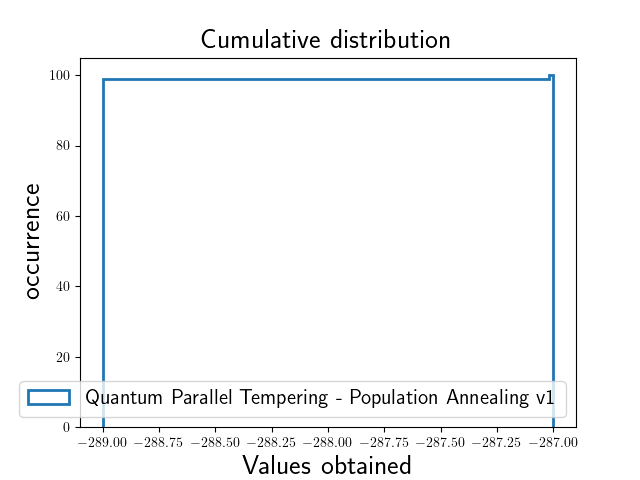 Cumulative distribution
100
80
60
40
20
0
occurrence
Quantum Parallel Tempering - Population Annealing v1
−289.00 −288.75 −288.50 −288.25 −288.00 −287.75 −287.50 −287.25 −287.00
Values obtained